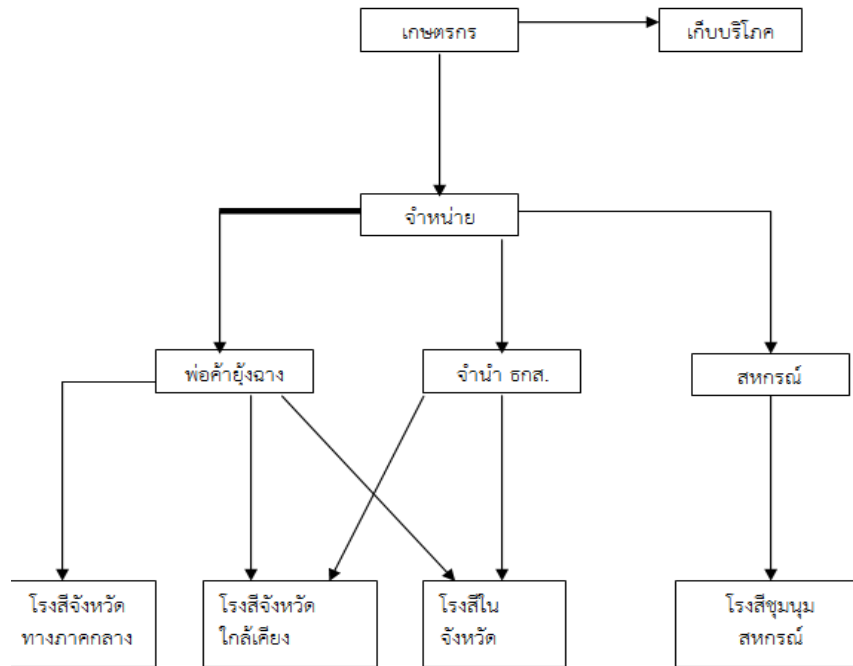 เกษตรกร
เก็บบริโภค
จำหน่าย
พ่อค้ายุ้งฉาง
จำนำ ธกส.
สหกรณ์
โรงสีจังหวัด
ทางภาคกลาง
โรงสีจังหวัด
ใกล้เคียง
โรงสีใน
จังหวัด
โรงสีชุมนุม
สหกรณ์